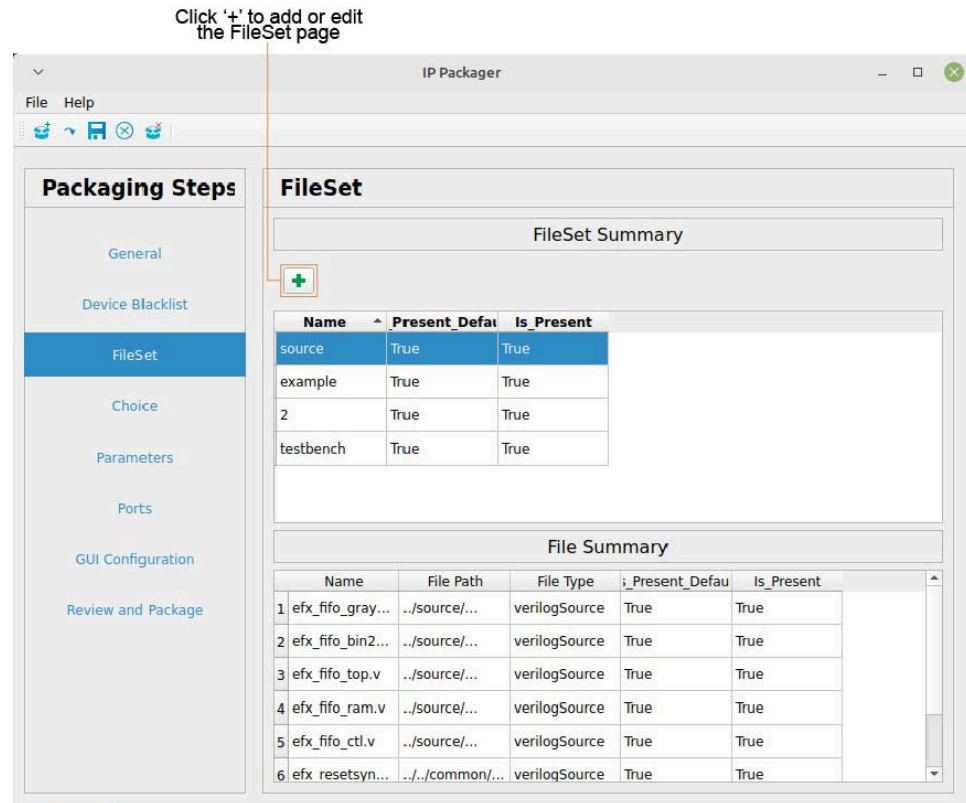 Click ‘+’ to add or edit
the FileSet page
IP Packager
File Help
Packaging Steps
General
Device Blacklist
FileSet
Choice
Parameters
Ports
GUI Configuration
Review and Package
FileSet
FileSet Summary
Name _Present_Defau Is_Present
source True True
example True True
2 True True
testbench True True
File Summary
Name File Path File Type s_Present_Defau Is_Present
1 efx_fifo_gray... ../source/... verilogSource True True
2 efx_fifo_bin2... ../source/... verilogSource True True
3 efx_fifo_top.v ../source/... verilogSource True True
4 efx_fifo_ram.v ../source/... verilogSource True True
5 efx_fifo_ctl.v ../source/... verilogSource True True
6 efx_resetsyn... ../../common/... verilogSource True True